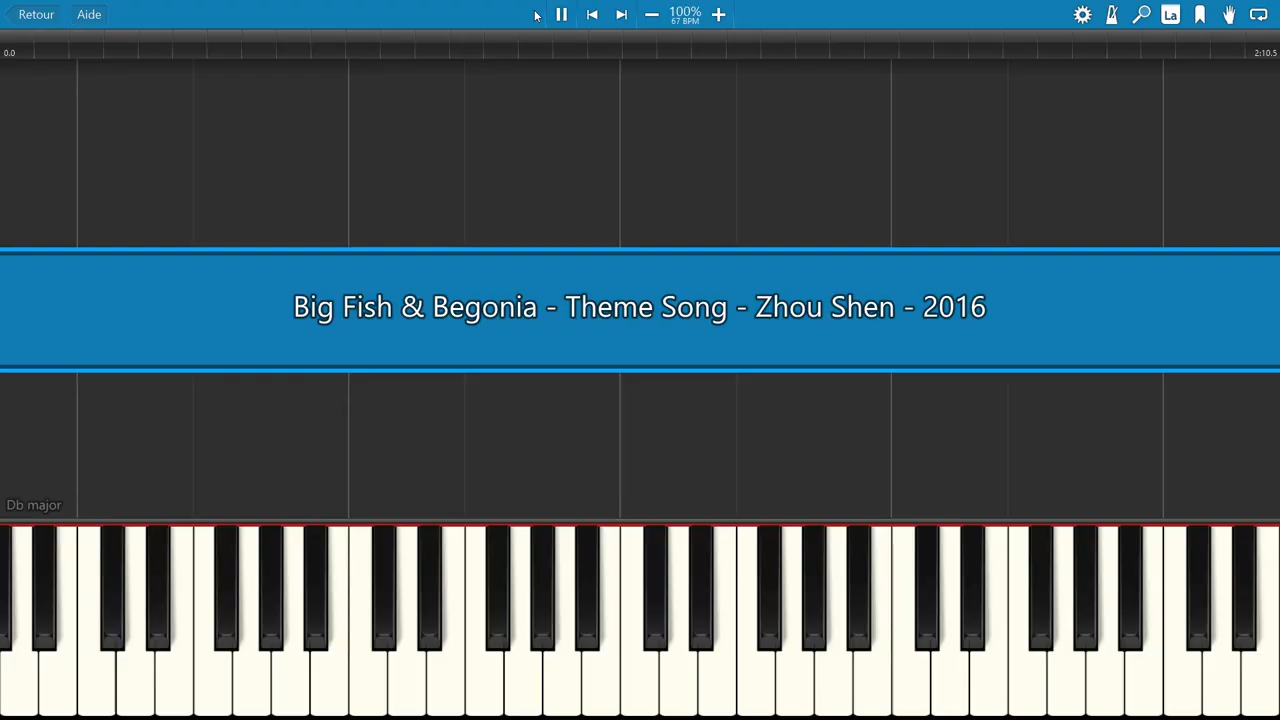 Retour Aide 100% La
67 BPM
0.0 2:10.5
Big Fish & Begonia - Theme Song - Zhou Shen - 2016
Db major